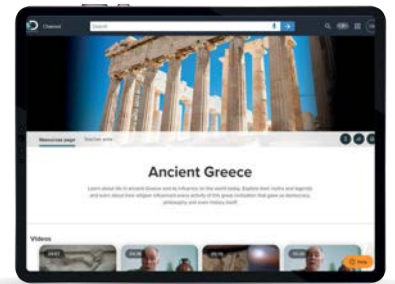 Channel
Search
Resources page
Teacher area
Ancient Greece
Learn about life in ancient Greece and its influence on the world today. Explore their myths and legends
and learn about how religion influenced every activity of this great civilisation that gave us democracy,
philosophy, and even history itself!
Videos
Help